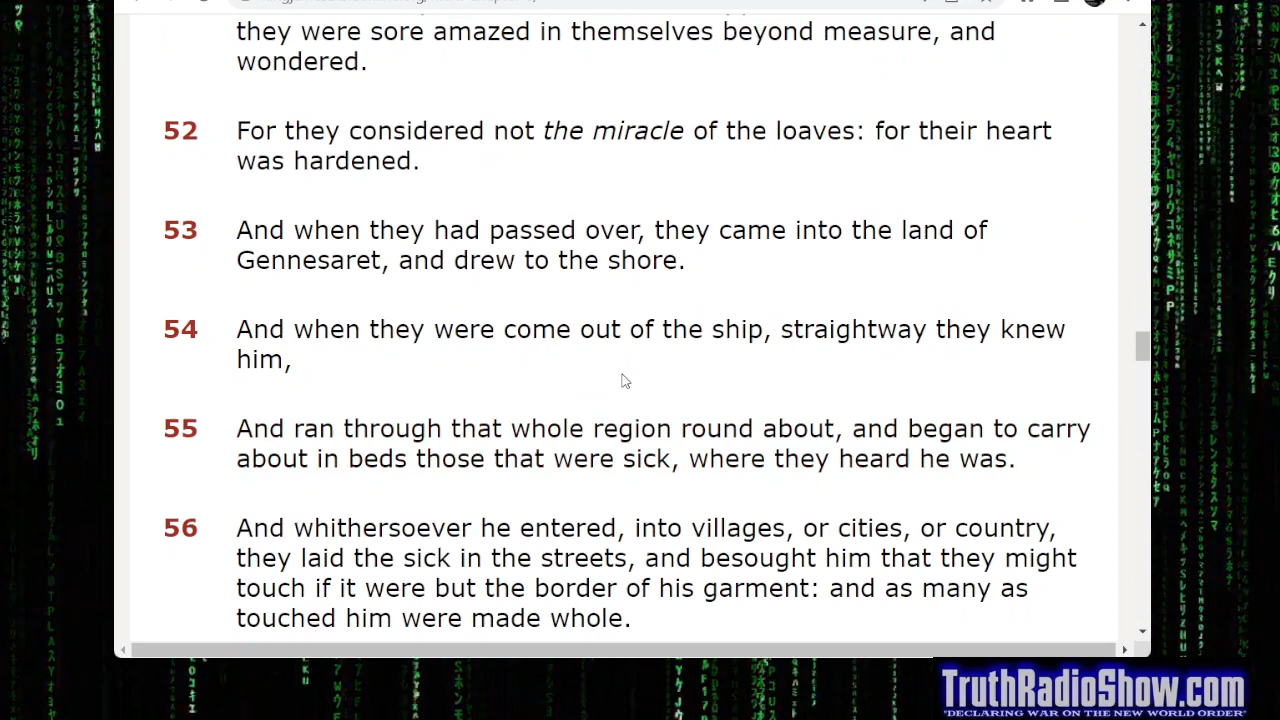 they were sore amazed in themselves beyond measure, and
wondered.
52 For they considered not the miracle of the loaves: for their heart
was hardened.
53 And when they had passed over, they came into the land of
Gennesaret, and drew to the shore.
54 And when they were come out of the ship, straightway they knew
him,
55 And ran through that whole region round about, and began to carry
about in beds those that were sick, where they heard he was.
56 And whithersoever he entered, into villages, or cities, or country,
they laid the sick in the streets, and besought him that they might
touch if it were but the border of his garment: and as many as
touched him were made whole.
TruthRadioShow.com
"DECLARING WAR ON THE NEW WORLD ORDER"